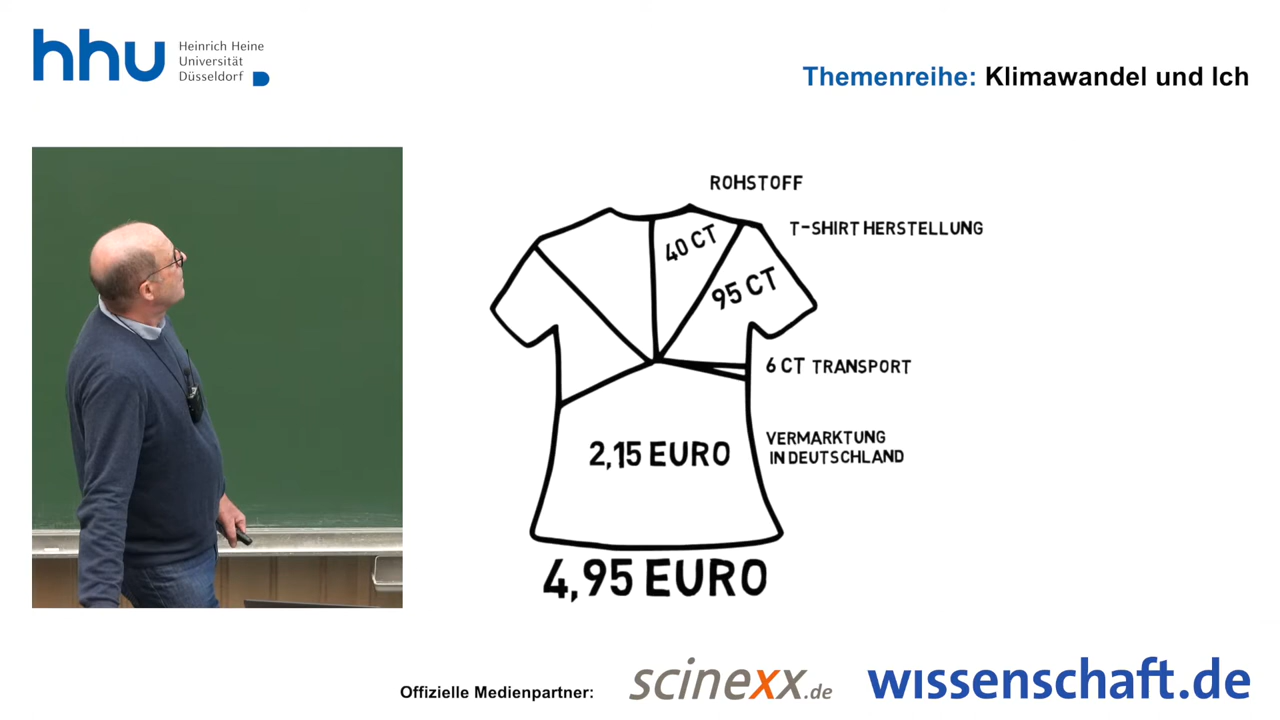 hhu Heinrich Heine
Universität
Düsseldorf
Themenreihe: Klimawandel und Ich
ROHSTOFF
T-SHIRT HERSTELLUNG
40 CT
95 CT
6 CT TRANSPORT
VERMARKTUNG
IN DEUTSCHLAND
2,15 EURO
4,95 EURO
Offizielle Medienpartner:
scinexx.de
wissenschaft.de